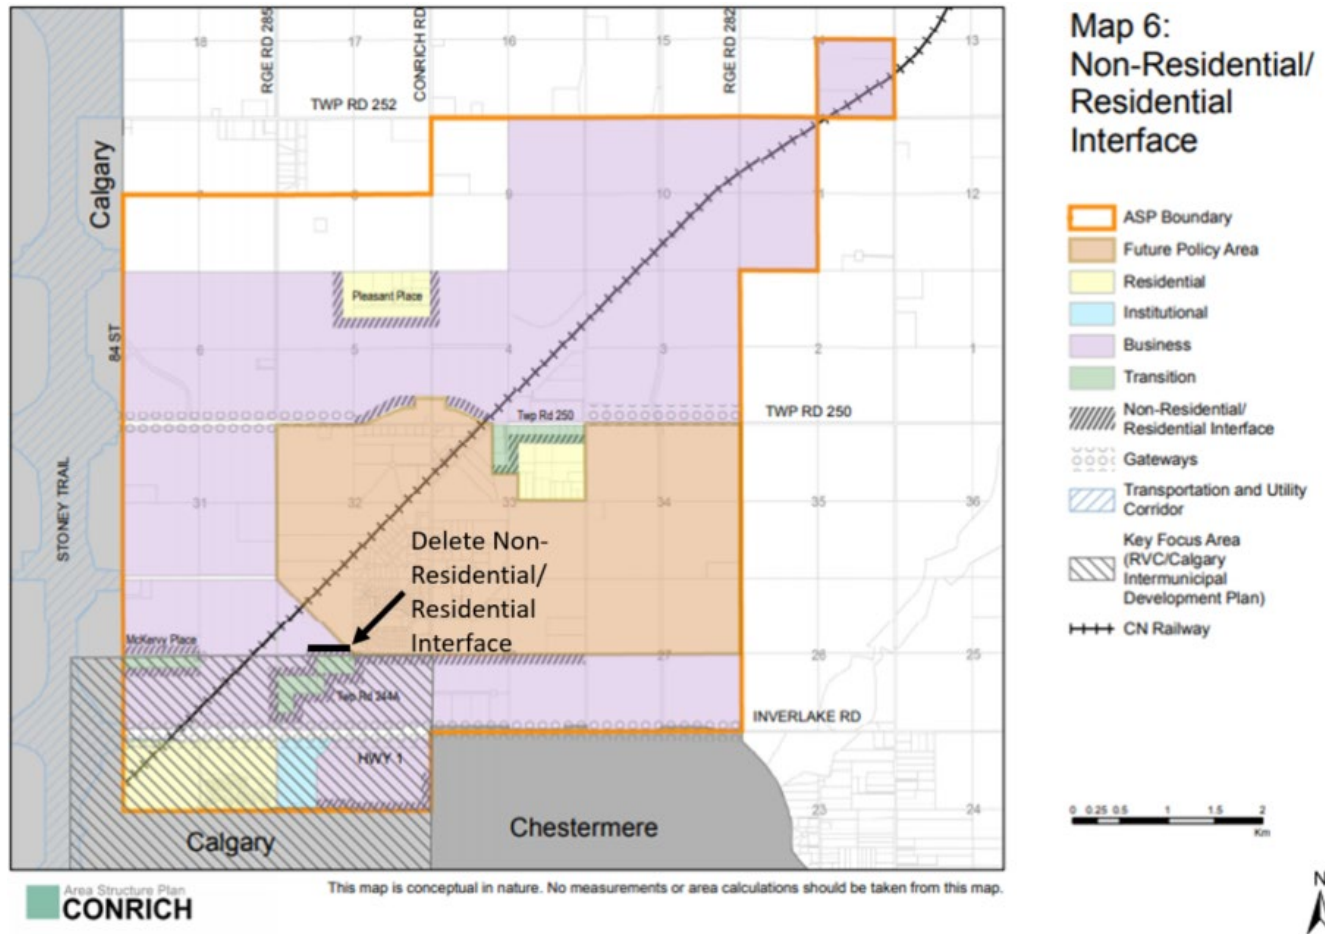 Map 6:
Non-Residential/
Residential
Interface
ASP Boundary
Future Policy Area
Residential
Institutional
Business
Transition
Non-Residential/
Residential Interface
Gateways
Transportation and Utility
Corridor
Key Focus Area
(RVC/Calgary
Intermunicipal
Development Plan)
CN Railway
0 0.25 0.5 1 1.5 2
Km
N
18 17 16 15 14 13
RGE RD 285
CONRICH RD
RGE RD 282
TWP RD 252
Calgary
7 8 9 10 11 12
Pleasant Place
84 ST
6 5 4 3 2 1
Twp Rd 250
TWP RD 250
STONEY TRAIL
31 32 34 35 36
Delete Non-
Residential/
Residential
Interface
McKervy Place
27 26 25
Twp Rd 244A
INVERLAKE RD
HWY 1
23 24
Calgary
Chestermere
Area Structure Plan
CONRICH
This map is conceptual in nature. No measurements or area calculations should be taken from this map.